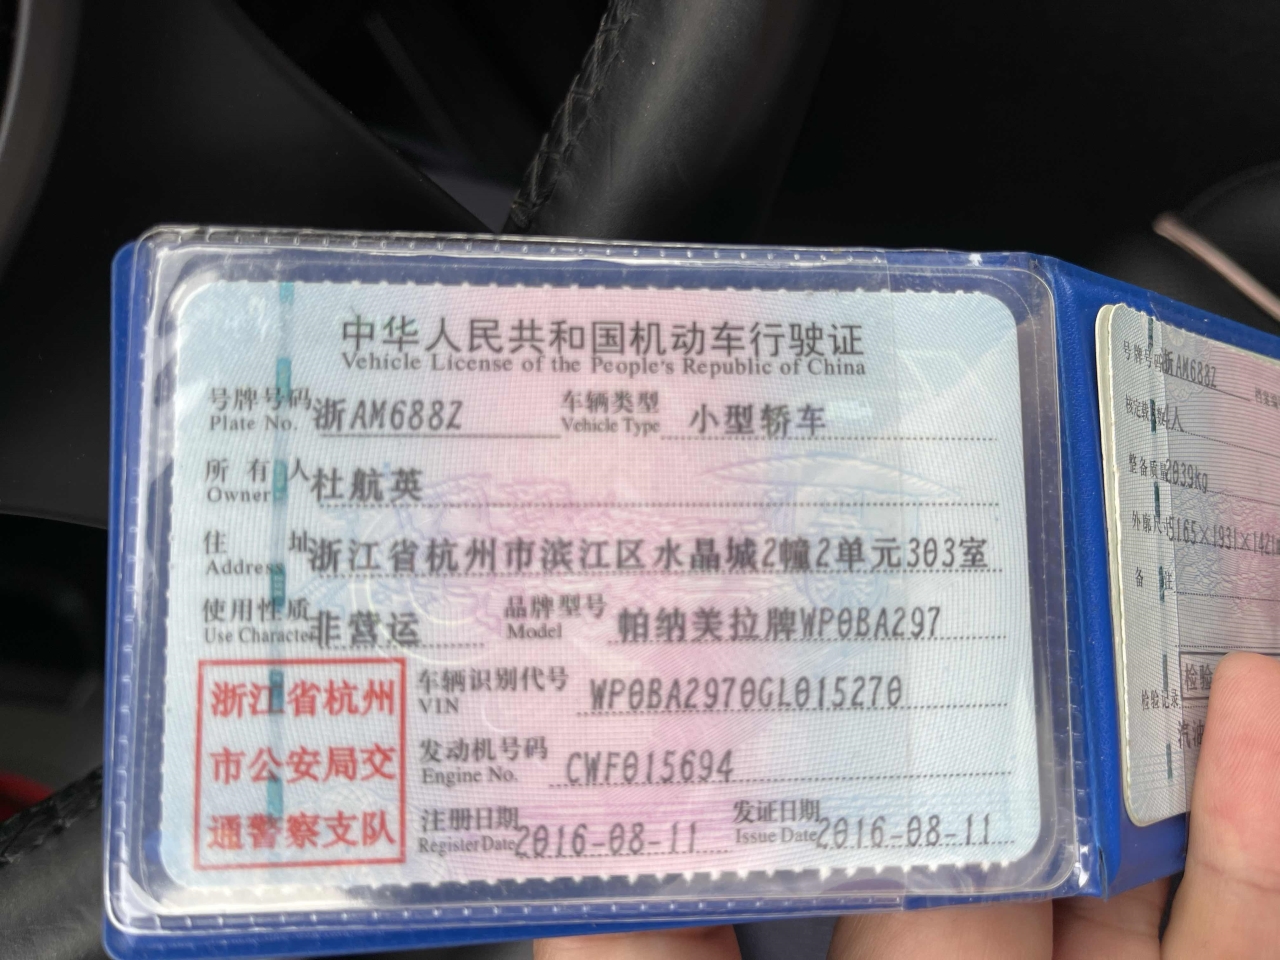 中华人民共和国机动车行驶证
Vehicle License of the People's Republic of China
号牌号码 浙AM688Z 车辆类型 小型轿车
Plate No. Vehicle Type
所有人 杜航英
Owner
住址 浙江省杭州市滨江区水晶城2幢2单元303室
Address
使用性质 非营运 品牌型号 帕纳美拉牌WP0BA297
Use Character Model
浙江省杭州
市公安局交
通警察支队
车辆识别代号 WP0BA2970GL015270
VIN
发动机号码 CWF015694
Engine No.
注册日期 2016-08-11 发证日期 2016-08-11
Register Date Issue Date
号牌号码 浙AM688Z
整备质量 2039kg
外廓尺寸 5165×1931×1421
备注
检验记录
检验
汽油